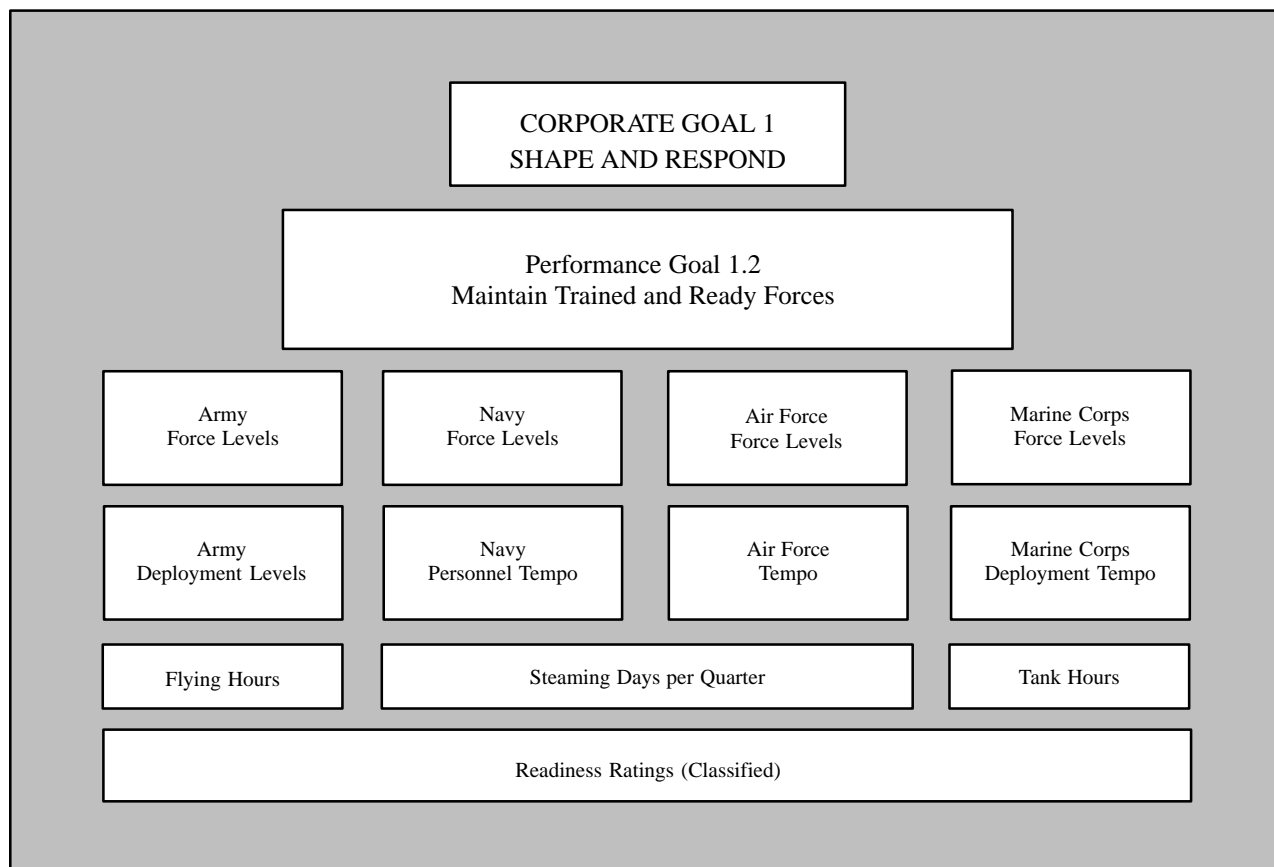 CORPORATE GOAL 1
SHAPE AND RESPOND
Performance Goal 1.2
Maintain Trained and Ready Forces
Army
Force Levels
Navy
Force Levels
Air Force
Force Levels
Marine Corps
Force Levels
Army
Deployment Levels
Navy
Personnel Tempo
Air Force
Tempo
Marine Corps
Deployment Tempo
Flying Hours
Steaming Days per Quarter
Tank Hours
Readiness Ratings (Classified)